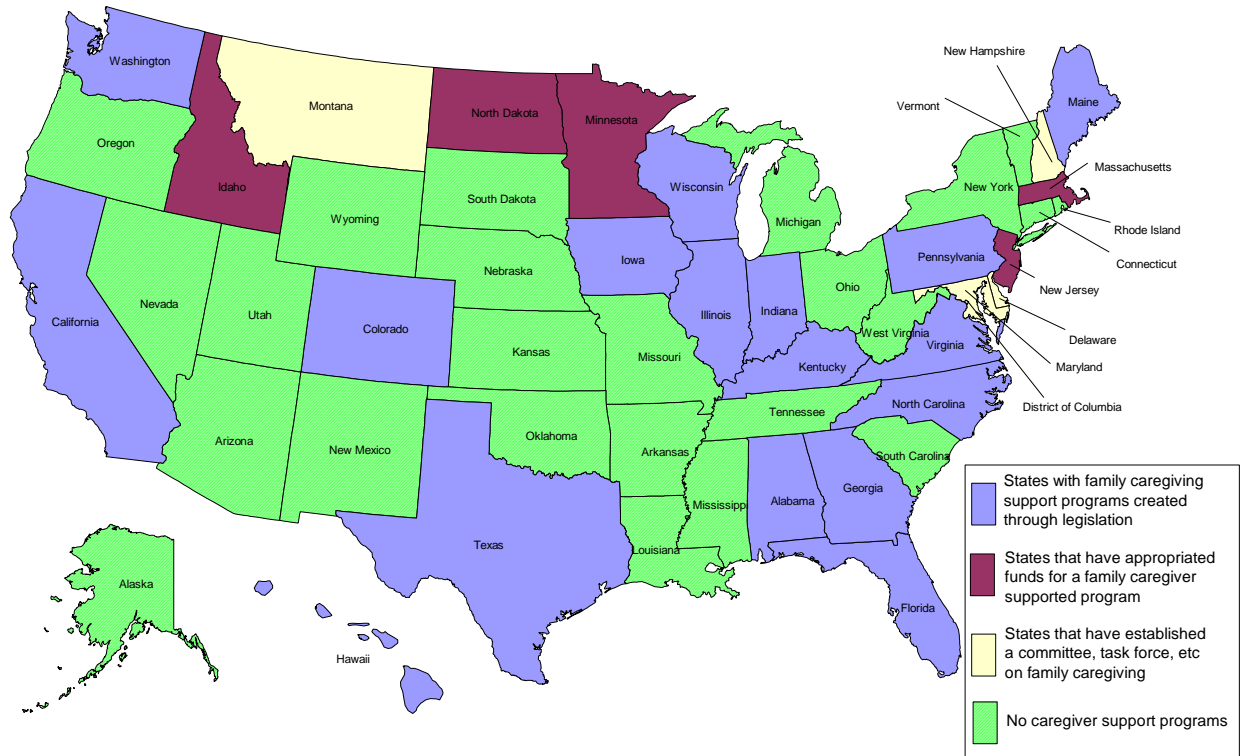 New Hampshire
Washington
Maine
Montana
Vermont
North Dakota
Minnesota
Oregon
Massachusetts
Idaho
Wisconsin
New York
South Dakota
Wyoming
Michigan
Rhode Island
Iowa
Pennsylvania
Connecticut
Nebraska
Ohio
New Jersey
Nevada
Illinois
Indiana
Utah
California
Colorado
West Virginia
Delaware
Virginia
Kansas
Missouri
Kentucky
Maryland
North Carolina
District of Columbia
Tennessee
Oklahoma
Arizona
New Mexico
Arkansas
South Carolina
Mississippi
Alabama
Georgia
Texas
Louisiana
Alaska
Florida
Hawaii
States with family caregiving
support programs created
through legislation
States that have appropriated
funds for a family caregiver
supported program
States that have established
a committee, task force, etc
on family caregiving
No caregiver support programs